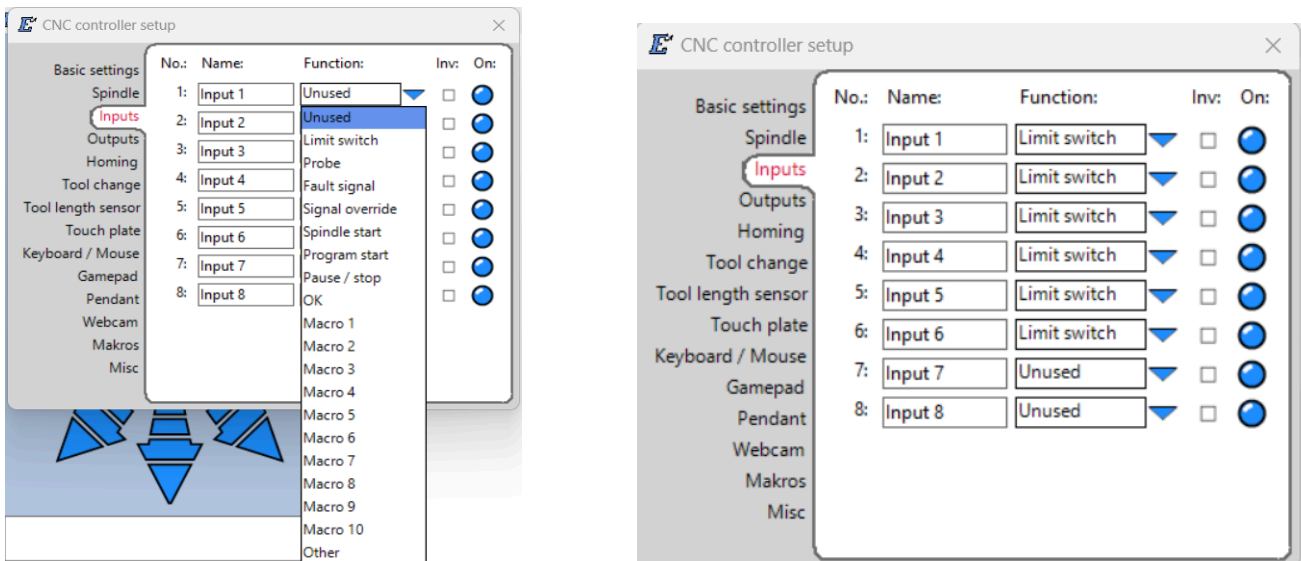 CNC controller setup
Basic settings
Spindle
Inputs
Outputs
Homing
Tool change
Tool length sensor
Touch plate
Keyboard / Mouse
Gamepad
Pendant
Webcam
Makros
Misc
No.: Name: Function: Inv: On:
1: Input 1 Unused
2: Input 2
3: Input 3
4: Input 4
5: Input 5
6: Input 6
7: Input 7
8: Input 8
Unused
Limit switch
Probe
Fault signal
Signal override
Spindle start
Program start
Pause / stop
OK
Macro 1
Macro 2
Macro 3
Macro 4
Macro 5
Macro 6
Macro 7
Macro 8
Macro 9
Macro 10
Other
CNC controller setup
Basic settings
Spindle
Inputs
Outputs
Homing
Tool change
Tool length sensor
Touch plate
Keyboard / Mouse
Gamepad
Pendant
Webcam
Makros
Misc
No.: Name: Function: Inv: On:
1: Input 1 Limit switch
2: Input 2 Limit switch
3: Input 3 Limit switch
4: Input 4 Limit switch
5: Input 5 Limit switch
6: Input 6 Limit switch
7: Input 7 Unused
8: Input 8 Unused